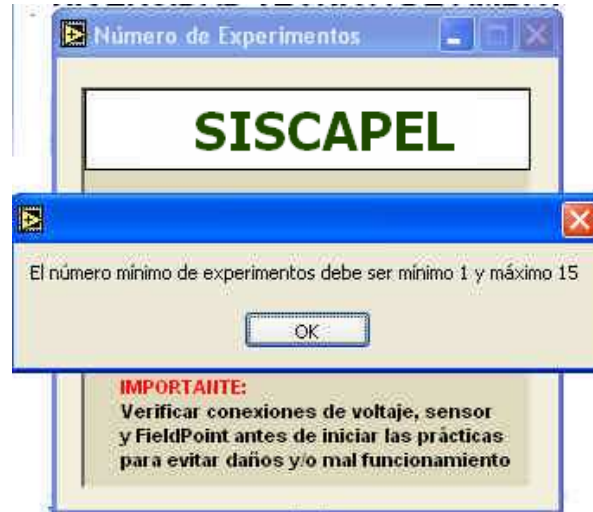 Número de Experimentos
SISCAPEL
El número mínimo de experimentos debe ser mínimo 1 y máximo 15
OK
IMPORTANTE:
Verificar conexiones de voltaje, sensor
y FieldPoint antes de iniciar las prácticas
para evitar daños y/o mal funcionamiento